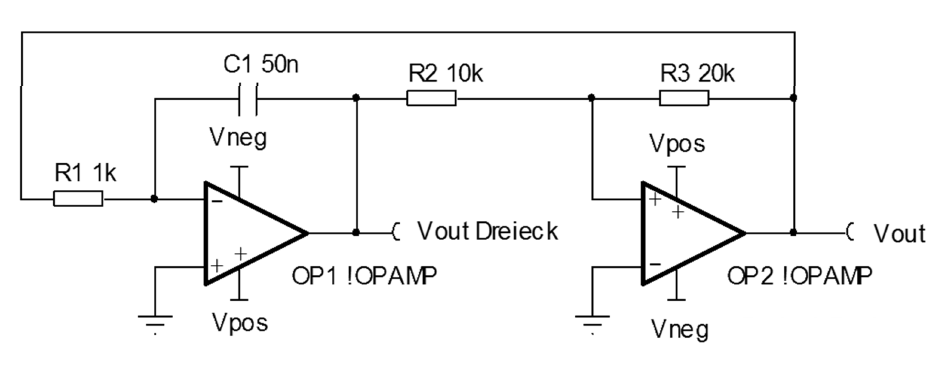 C1 50n
R2 10k
R3 20k
Vneg
Vpos
R1 1k
−
+
+
+
+
−
Vout Dreieck
Vout
OP1 !OPAMP
OP2 !OPAMP
Vpos
Vneg